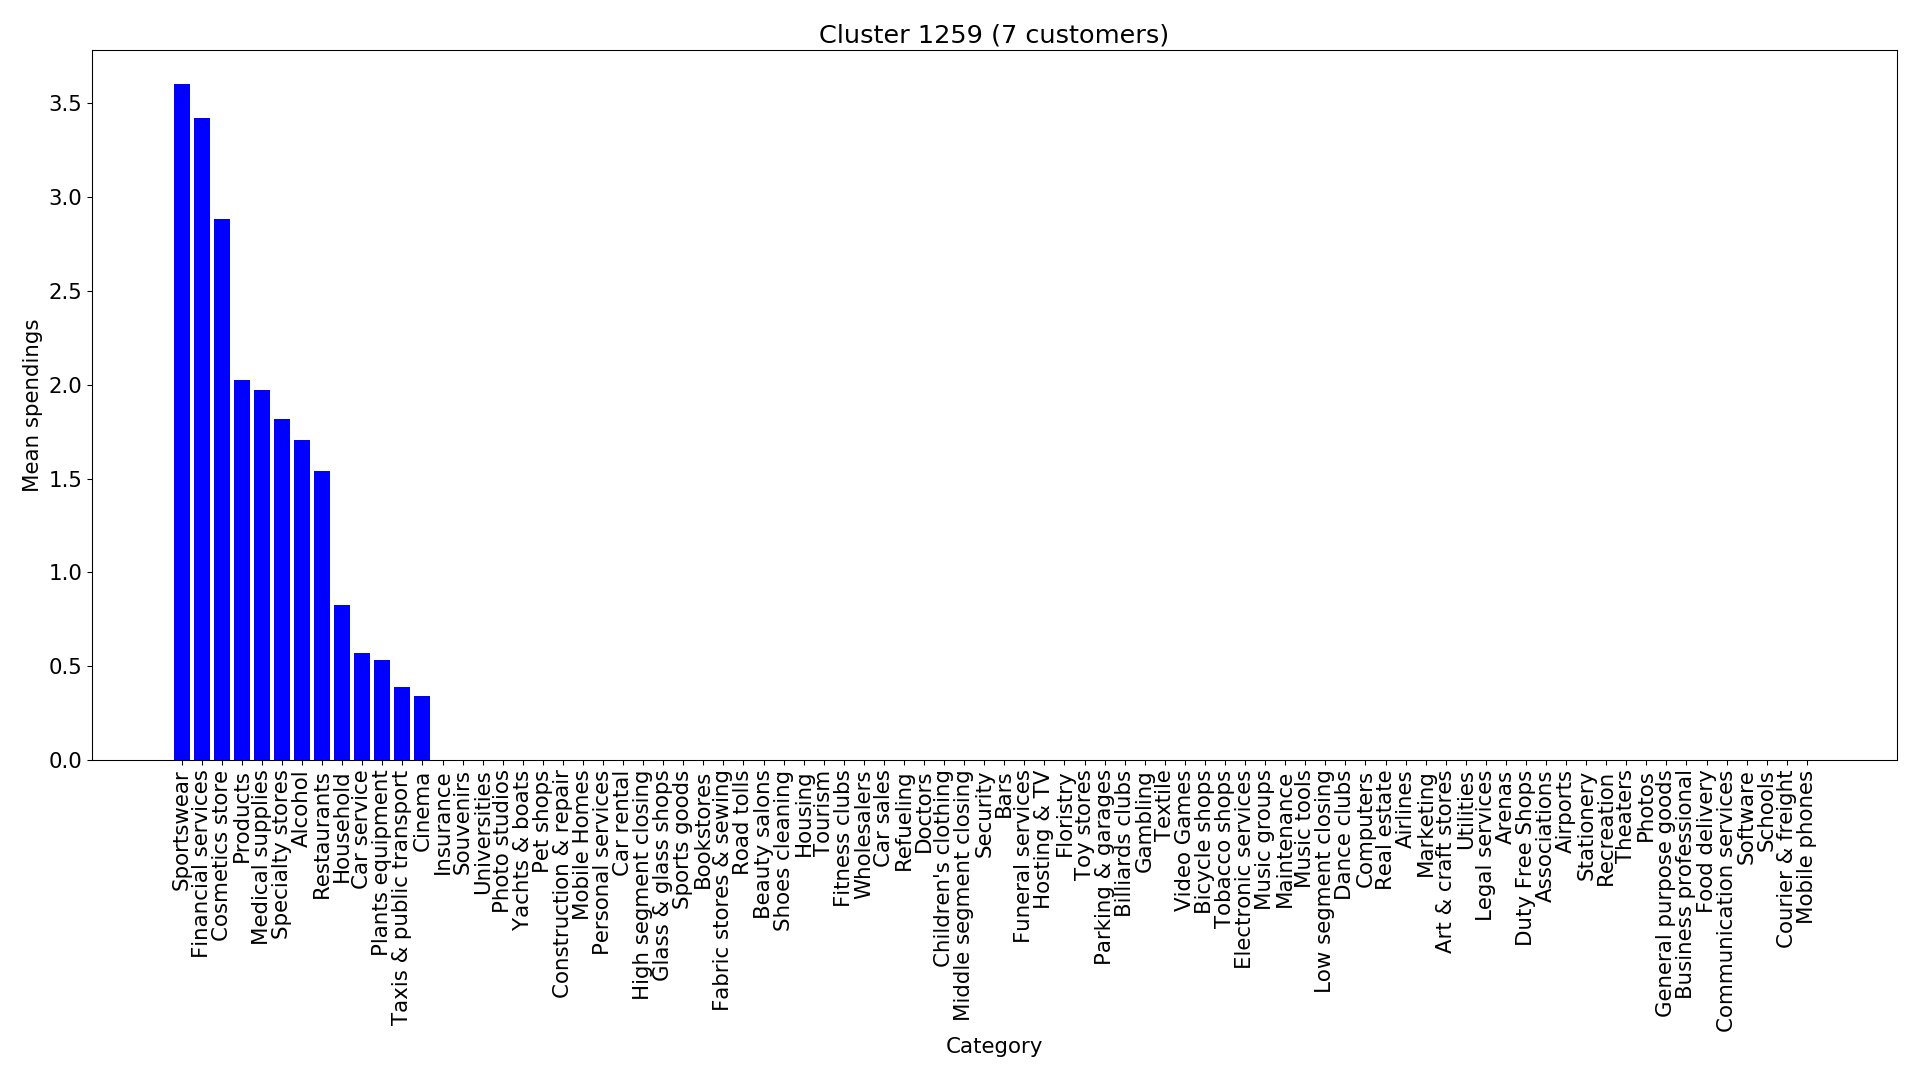 Cluster 1259 (7 customers)
Mean spendings
3.5
3.0
2.5
2.0
1.5
1.0
0.5
0.0
Sportswear
Financial services
Cosmetics store
Products
Medical supplies
Specialty stores
Alcohol
Restaurants
Household
Car service
Plants equipment
Taxis & public transport
Cinema
Insurance
Souvenirs
Universities
Photo studios
Yachts & boats
Pet shops
Construction & repair
Mobile Homes
Personal services
Car rental
High segment closing
Glass & glass shops
Sports goods
Bookstores
Fabric stores & sewing
Road tolls
Beauty salons
Shoes cleaning
Housing
Tourism
Fitness clubs
Wholesalers
Car sales
Refueling
Doctors
Children's clothing
Middle segment closing
Security
Bars
Funeral services
Hosting & TV
Floristry
Toy stores
Parking & garages
Billiards clubs
Gambling
Textile
Video Games
Bicycle shops
Tobacco shops
Electronic services
Music groups
Maintenance
Music tools
Low segment closing
Dance clubs
Computers
Real estate
Airlines
Marketing
Art & craft stores
Utilities
Legal services
Arenas
Duty Free Shops
Associations
Airports
Stationery
Recreation
Theaters
Photos
General purpose goods
Business professional
Food delivery
Communication services
Software
Schools
Courier & freight
Mobile phones
Category